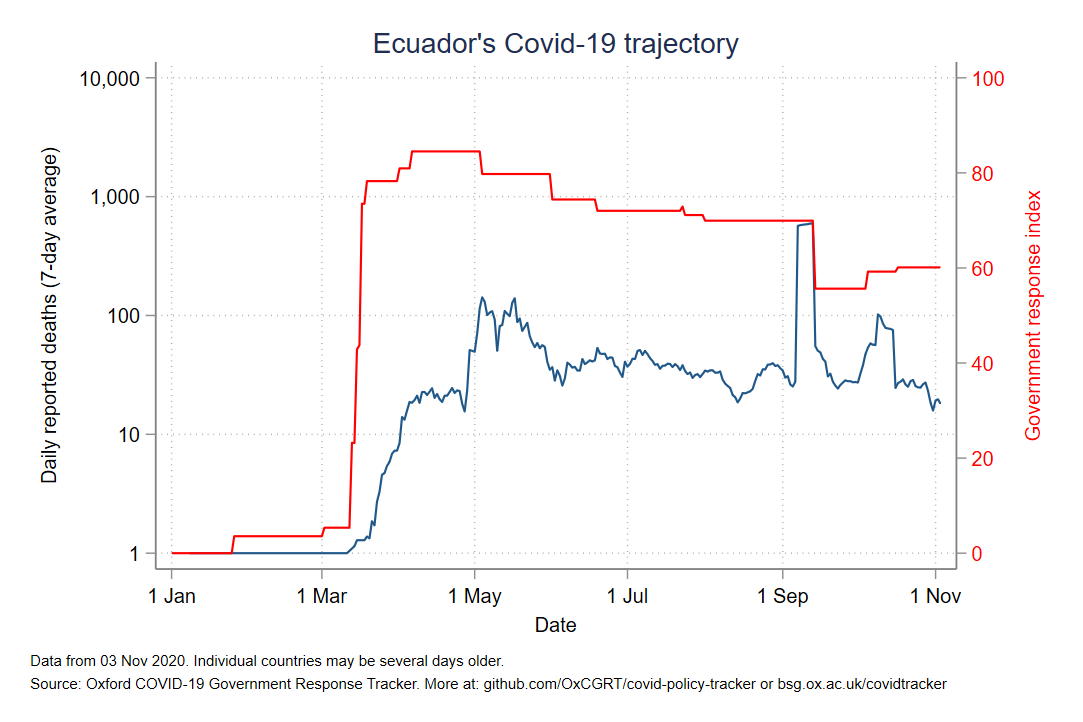 Ecuador's Covid-19 trajectory
10,000
1,000
100
10
1
Daily reported deaths (7-day average)
100
80
60
40
20
0
Government response index
1 Jan 1 Mar 1 May 1 Jul 1 Sep 1 Nov
Date
Data from 03 Nov 2020. Individual countries may be several days older.
Source: Oxford COVID-19 Government Response Tracker. More at: github.com/OxCGRT/covid-policy-tracker or bsg.ox.ac.uk/covidtracker